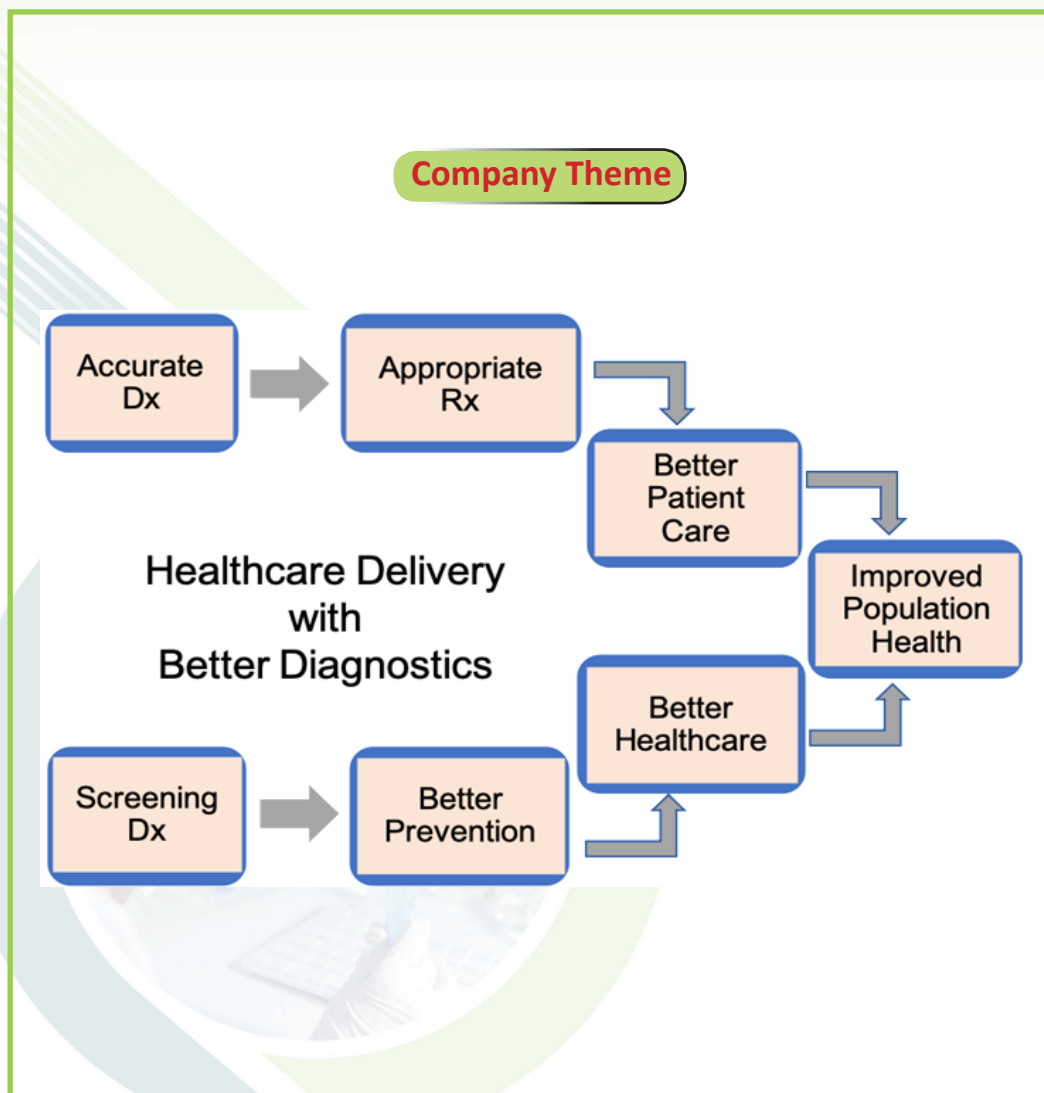 Company Theme
Accurate
Dx
Appropriate
Rx
Better
Patient
Care
Improved
Population
Health
Healthcare Delivery
with
Better Diagnostics
Screening
Dx
Better
Prevention
Better
Healthcare